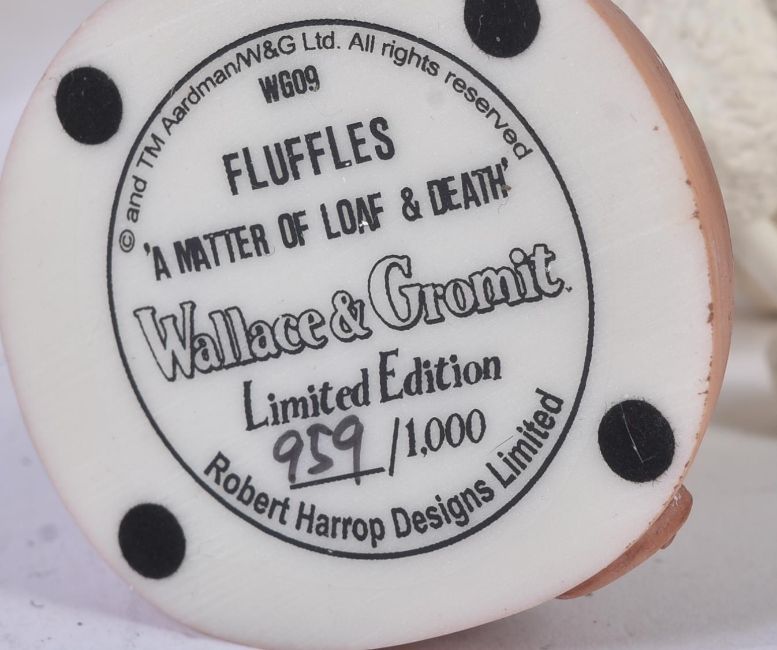 © and TM Aardman/W&G Ltd. All rights reserved
WG09
FLUFFLES
'A MATTER OF LOAF & DEATH'
Wallace & Gromit™
Limited Edition
959/1,000
Robert Harrop Designs Limited